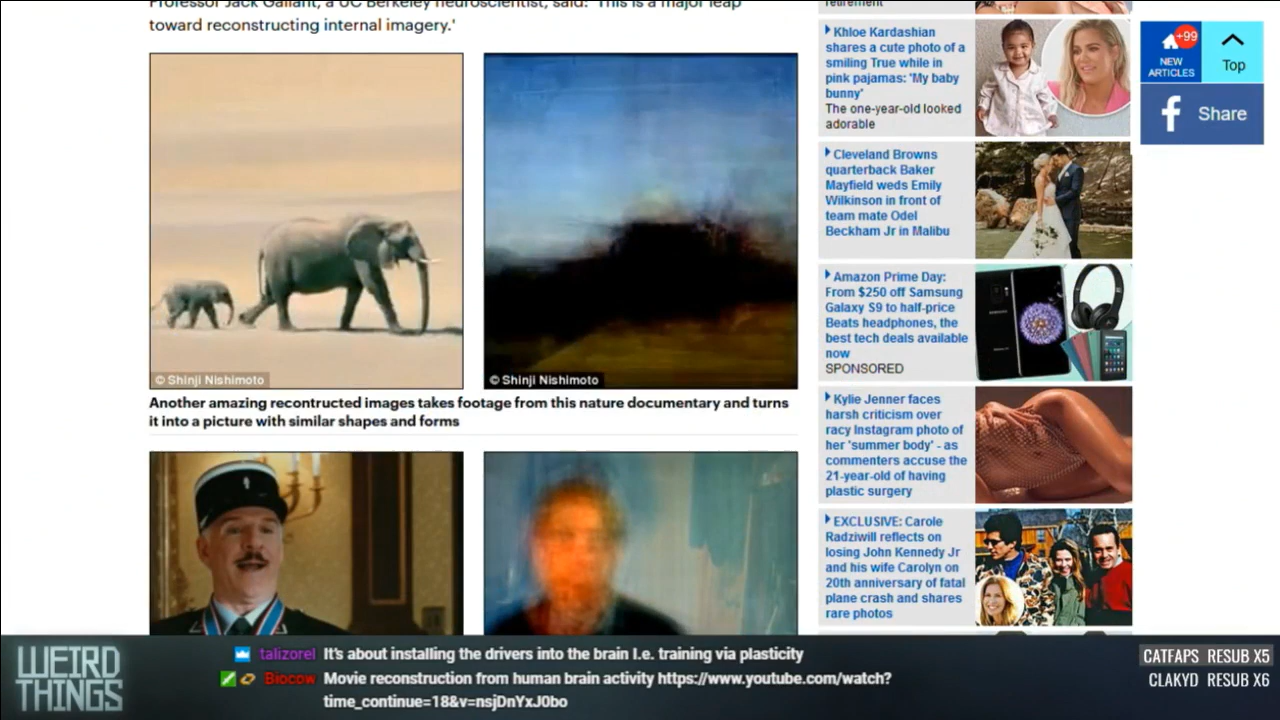 Professor Jack Gallant, a UC Berkeley neuroscientist, said: 'This is a major leap
toward reconstructing internal imagery.'
© Shinji Nishimoto
© Shinji Nishimoto
Another amazing recontructed images takes footage from this nature documentary and turns
it into a picture with similar shapes and forms
retirement
Khloe Kardashian
shares a cute photo of a
smiling True while in
pink pajamas: 'My baby
bunny'
The one-year-old looked
adorable
Cleveland Browns
quarterback Baker
Mayfield weds Emily
Wilkinson in front of
team mate Odel
Beckham Jr in Malibu
Amazon Prime Day:
From $250 off Samsung
Galaxy S9 to half-price
Beats headphones, the
best tech deals available
now
SPONSORED
Kylie Jenner faces
harsh criticism over
racy Instagram photo of
her 'summer body' - as
commenters accuse the
21-year-old of having
plastic surgery
EXCLUSIVE: Carole
Radziwill reflects on
losing John Kennedy Jr
and his wife Carolyn on
20th anniversary of fatal
plane crash and shares
rare photos
+99
NEW
ARTICLES
Top
Share
WEIRD
THINGS
talizorel It's about installing the drivers into the brain I.e. training via plasticity
Biocow Movie reconstruction from human brain activity https://www.youtube.com/watch?
time_continue=18&v=nsjDnYxJ0bo
CATFAPS RESUB X5
CLAKYD RESUB X6